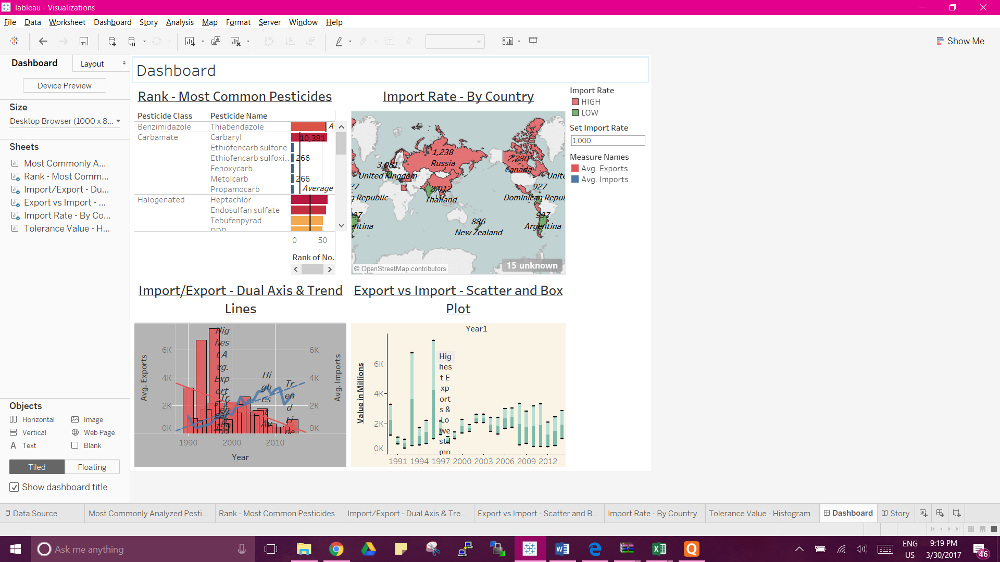 Tableau - Visualizations
File Data Worksheet Dashboard Story Analysis Map Format Server Window Help
Show Me
Dashboard
Layout
Device Preview
Size
Desktop Browser (1000 x 8...
Sheets
Most Commonly A...
Rank - Most Comm...
Import/Export - Du...
Export vs Import - ...
Import Rate - By Co...
Tolerance Value - H...
Objects
Horizontal Image
Vertical Web Page
Text Blank
Tiled Floating
Show dashboard title
Dashboard
Rank - Most Common Pesticides
Pesticide Class Pesticide Name
Benzimidazole Thiabendazole A
Carbamate Carbaryl 10,381
Ethiofencarb sulfone
Ethiofencarb sulfoxi... 266
Fenoxycarb
Metolcarb 266
Propamocarb Average
Halogenated Heptachlor
Endosulfan sulfate
Tebufenpyrad
DDD
0 50
Rank of No.
Import Rate - By Country
1,238
Russia
2,280
Canada
3,081
United Kingdom
Unite
27
927
2,012
Thailand
n Republic
Dominican Repul
97
997
entina
Argentina
886
New Zealand
15 unknown
© OpenStreetMap contributors
Import Rate
HIGH
LOW
Set Import Rate
1,000
Measure Names
Avg. Exports
Avg. Imports
Import/Export - Dual Axis & Trend
Lines
Avg. Exports
6K
4K
2K
0K
Hig
hes
t A
vg.
Exp
ort
Hi
gh
es
t
Av
Tr
en
d
Li
ne
6K
4K
2K
0K
Avg. Imports
1990 2000 2010
Year
Export vs Import - Scatter and Box
Plot
Year1
Value in Millions
6K
4K
2K
0K
Hig
hes
t E
xp
ort
s &
Lo
we
st I
mp
1991 1994 1997 2000 2003 2006 2009 2012
Data Source
Most Commonly Analyzed Pesti...
Rank - Most Common Pesticides
Import/Export - Dual Axis & Tre...
Export vs Import - Scatter and B...
Import Rate - By Country
Tolerance Value - Histogram
Dashboard
Story
Ask me anything
ENG
US
9:19 PM
3/30/2017
46